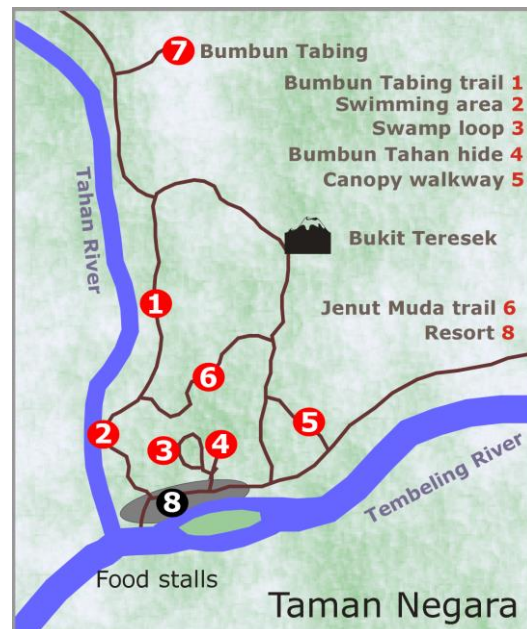 7 Bumbun Tabing
Bumbun Tabing trail 1
Swimming area 2
Swamp loop 3
Bumbun Tahan hide 4
Canopy walkway 5
Tahan River
Bukit Teresek
1
Jenut Muda trail 6
Resort 8
6
2
3
4
5
8
Tembeling River
Food stalls
Taman Negara